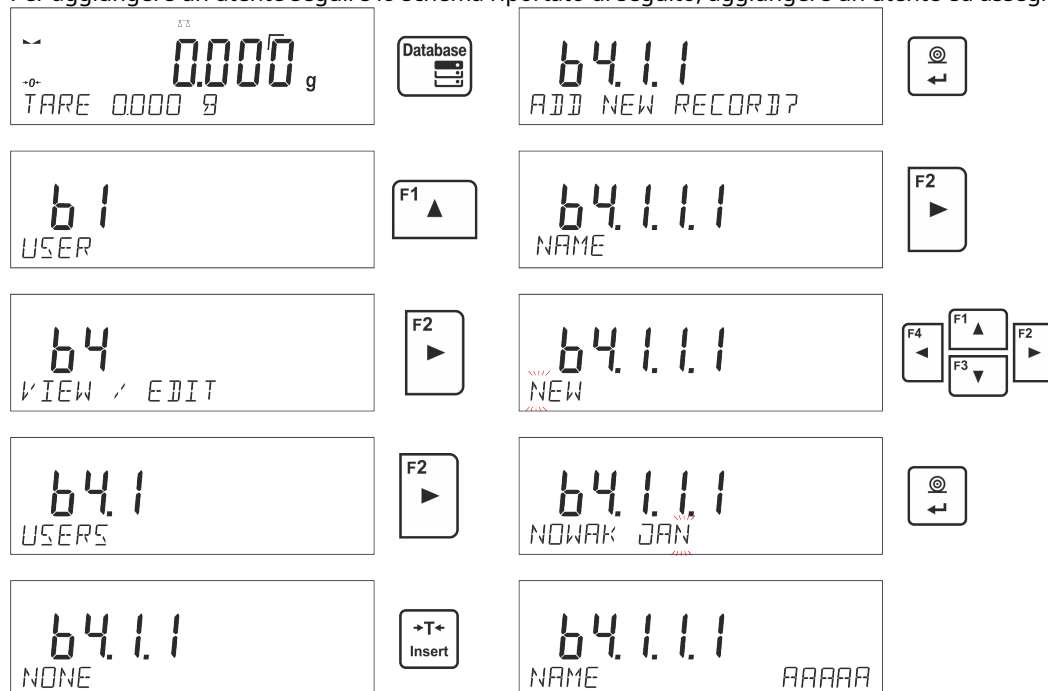 Per aggiungere un utente seguire lo schema riportato di seguito, aggiungere un utente ed
0.000 g
→0←
TARE 0.000 g
Database
b1
USER
F1
b4
VIEW / EDIT
F2
b4.1
USERS
F2
b4.1.1
NONE
→T←
Insert
b4.1.1
ADD NEW RECORD?
b4.1.1.1
NAME
F2
b4.1.1.1
NEW
F4 F1 F2
F3
b4.1.1.1
NOWAK JAN
b4.1.1.1
NAME AAAAA